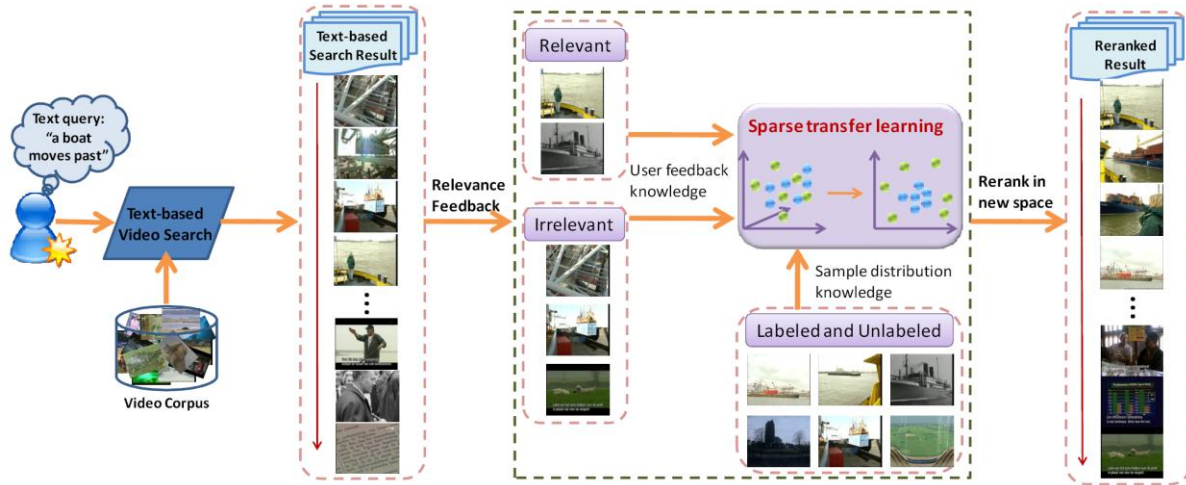 Text query:
“a boat
moves past”
Text-based
Video Search
Video Corpus
Text-based
Search Result
Relevance
Feedback
Relevant
Irrelevant
User feedback
knowledge
Sparse transfer learning
Sample distribution
knowledge
Labeled and Unlabeled
Rerank in
new space
Reranked
Result